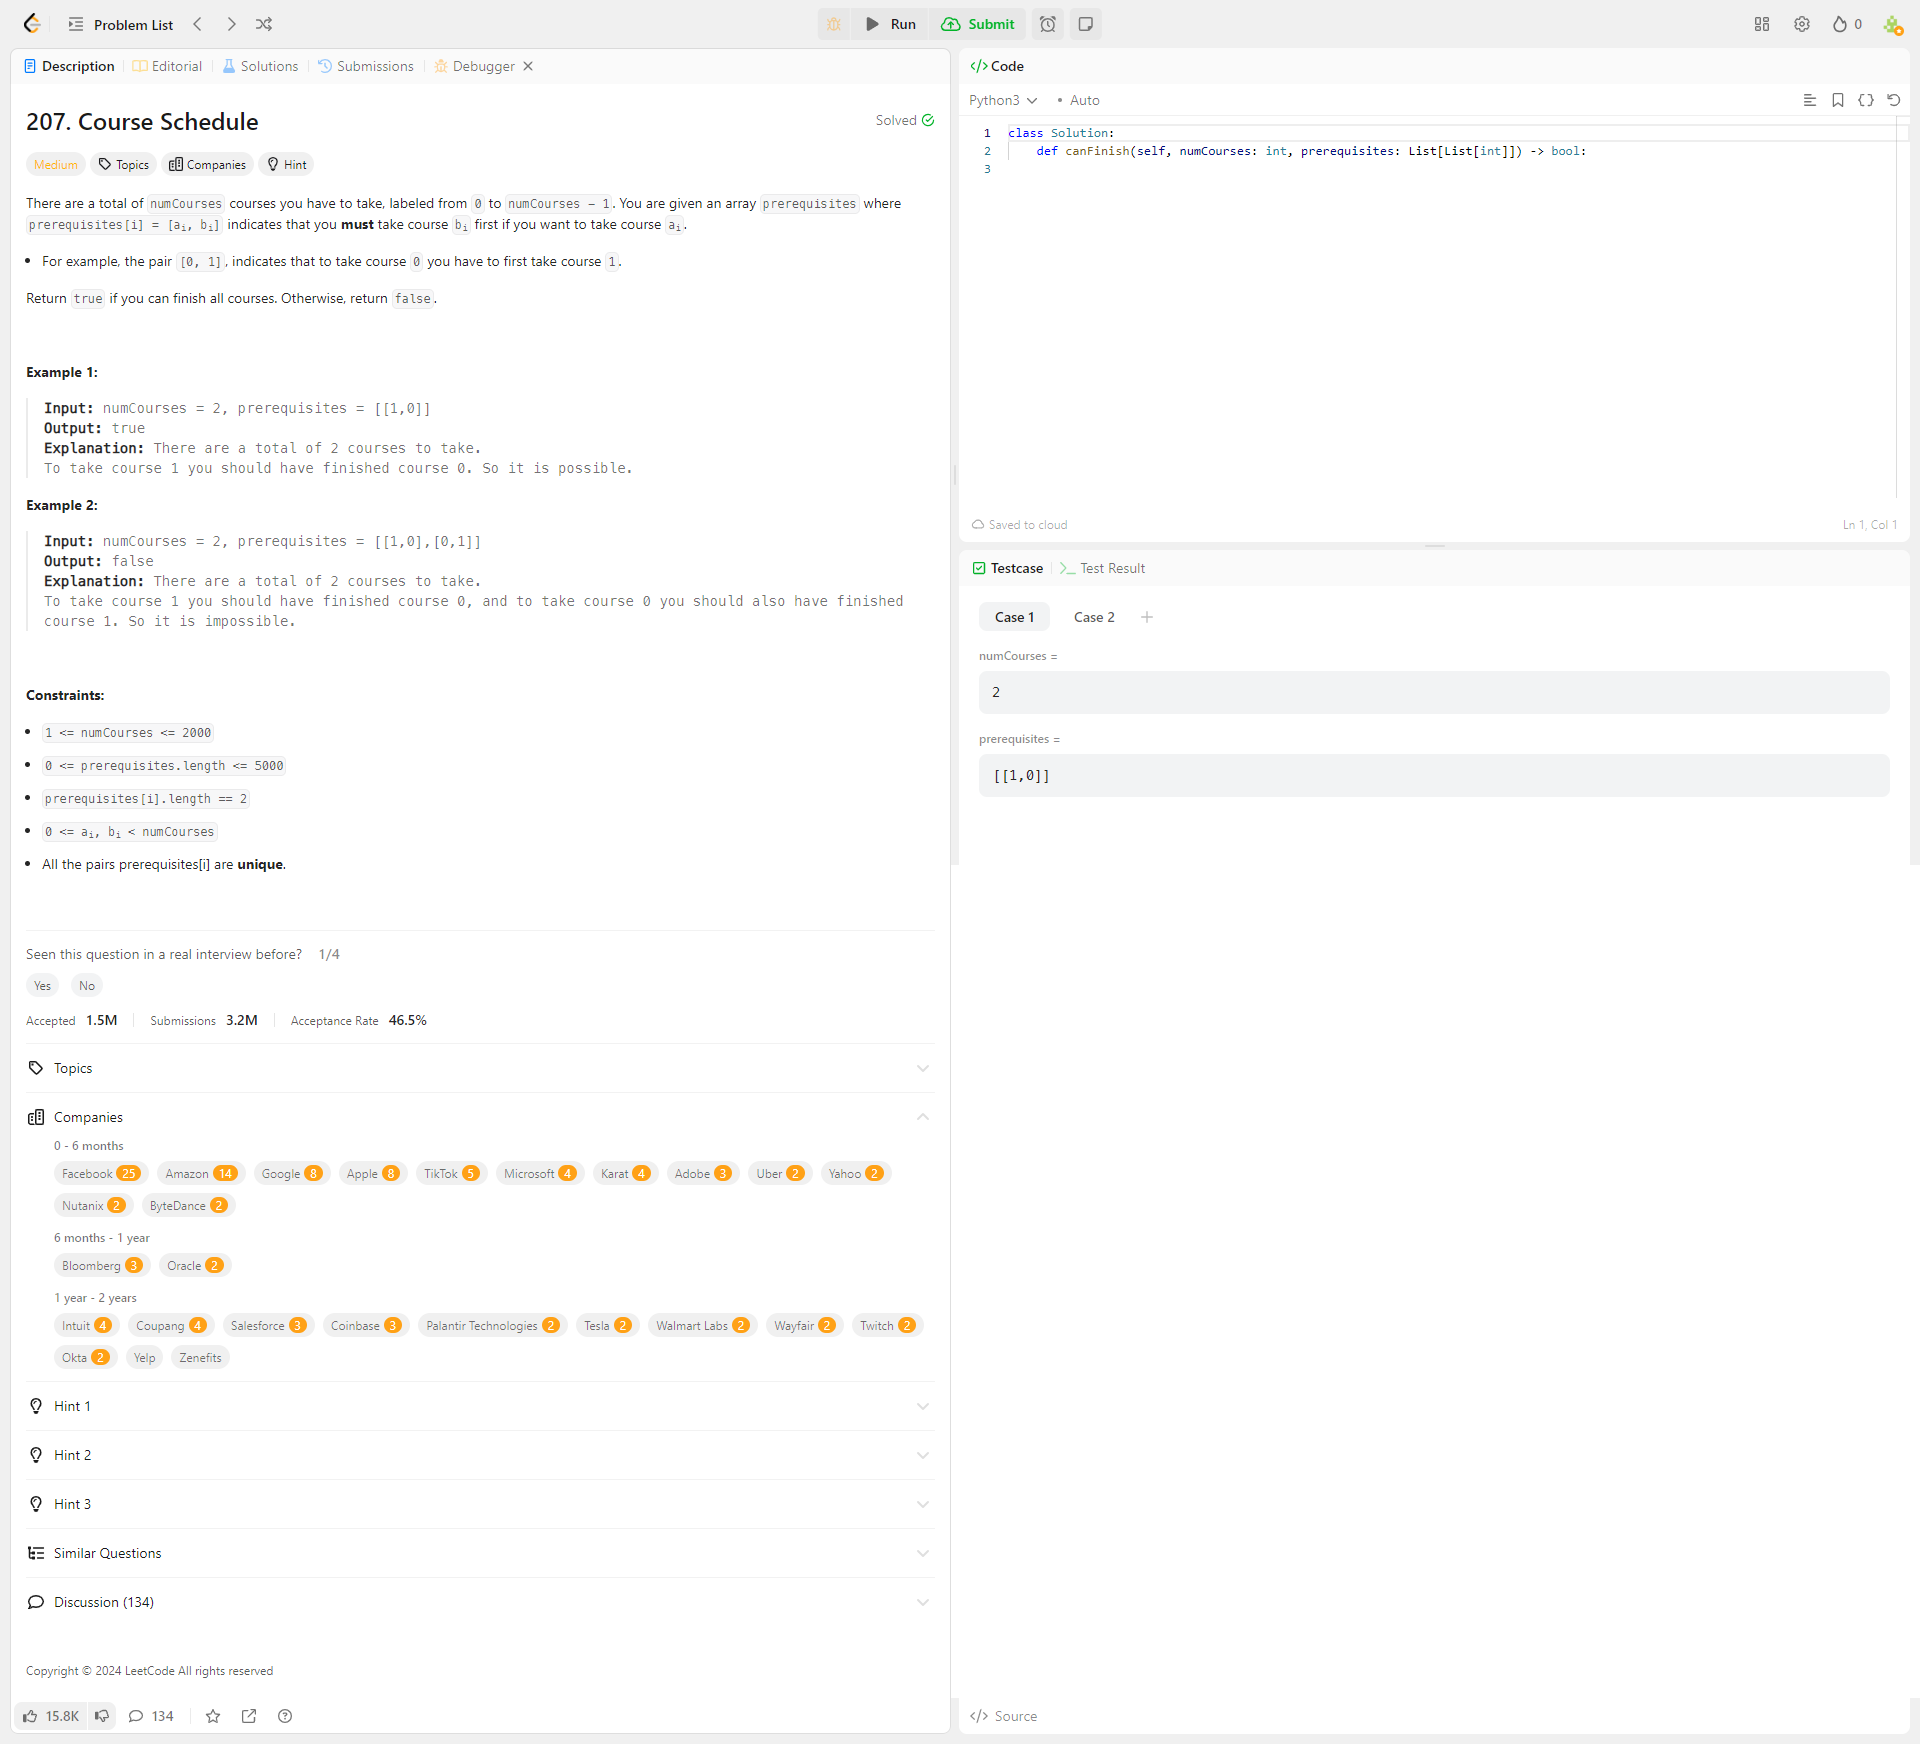 Problem List
Run
Submit
0
Description
Editorial
Solutions
Submissions
Debugger
207. Course Schedule
Solved
Medium
Topics
Companies
Hint
There are a total of numCourses courses you have to take, labeled from 0 to numCourses - 1. You are given an array prerequisites where
prerequisites[i] = [ai, bi] indicates that you must take course bi first if you want to take course ai.
For example, the pair [0, 1], indicates that to take course 0 you have to first take course 1.
Return true if you can finish all courses. Otherwise, return false.
Example 1:
Input: numCourses = 2, prerequisites = [[1,0]]
Output: true
Explanation: There are a total of 2 courses to take.
To take course 1 you should have finished course 0. So it is possible.
Example 2:
Input: numCourses = 2, prerequisites = [[1,0],[0,1]]
Output: false
Explanation: There are a total of 2 courses to take.
To take course 1 you should have finished course 0, and to take course 0 you should also have finished
course 1. So it is impossible.
Constraints:
1 <= numCourses <= 2000
0 <= prerequisites.length <= 5000
prerequisites[i].length == 2
0 <= ai, bi < numCourses
All the pairs prerequisites[i] are unique.
Seen this question in a real interview before? 1/4
Yes No
Accepted 1.5M Submissions 3.2M Acceptance Rate 46.5%
Topics
Companies
0 - 6 months
Facebook 25 Amazon 14 Google 8 Apple 8 TikTok 5 Microsoft 4 Karat 4 Adobe 3 Uber 2 Yahoo 2
Nutanix 2 ByteDance 2
6 months - 1 year
Bloomberg 3 Oracle 2
1 year - 2 years
Intuit 4 Coupang 4 Salesforce 3 Coinbase 3 Palantir Technologies 2 Tesla 2 Walmart Labs 2 Wayfair 2 Twitch 2
Okta 2 Yelp Zenefits
Hint 1
Hint 2
Hint 3
Similar Questions
Discussion (134)
Copyright © 2024 LeetCode All rights reserved
15.8K 134
</> Code
Python3 • Auto
1 class Solution:
2 def canFinish(self, numCourses: int, prerequisites: List[List[int]]) -> bool:
3
Saved to cloud
Ln 1, Col 1
Testcase
>_ Test Result
Case 1 Case 2 +
numCourses =
2
prerequisites =
[[1,0]]
</> Source